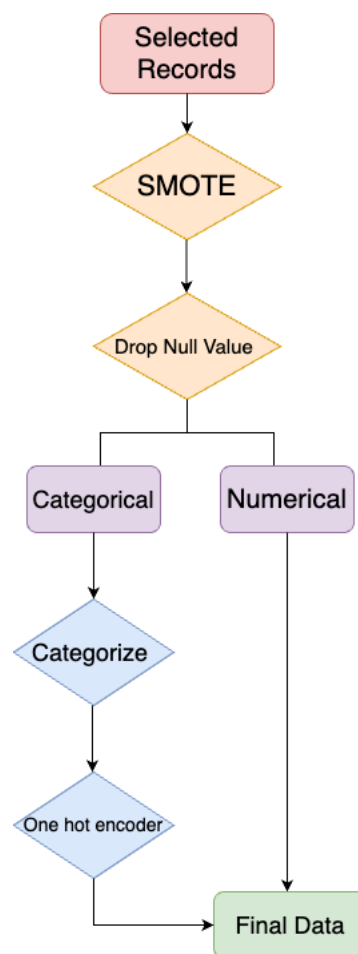 Selected
Records
SMOTE
Drop Null Value
Categorical
Numerical
Categorize
One hot encoder
Final Data